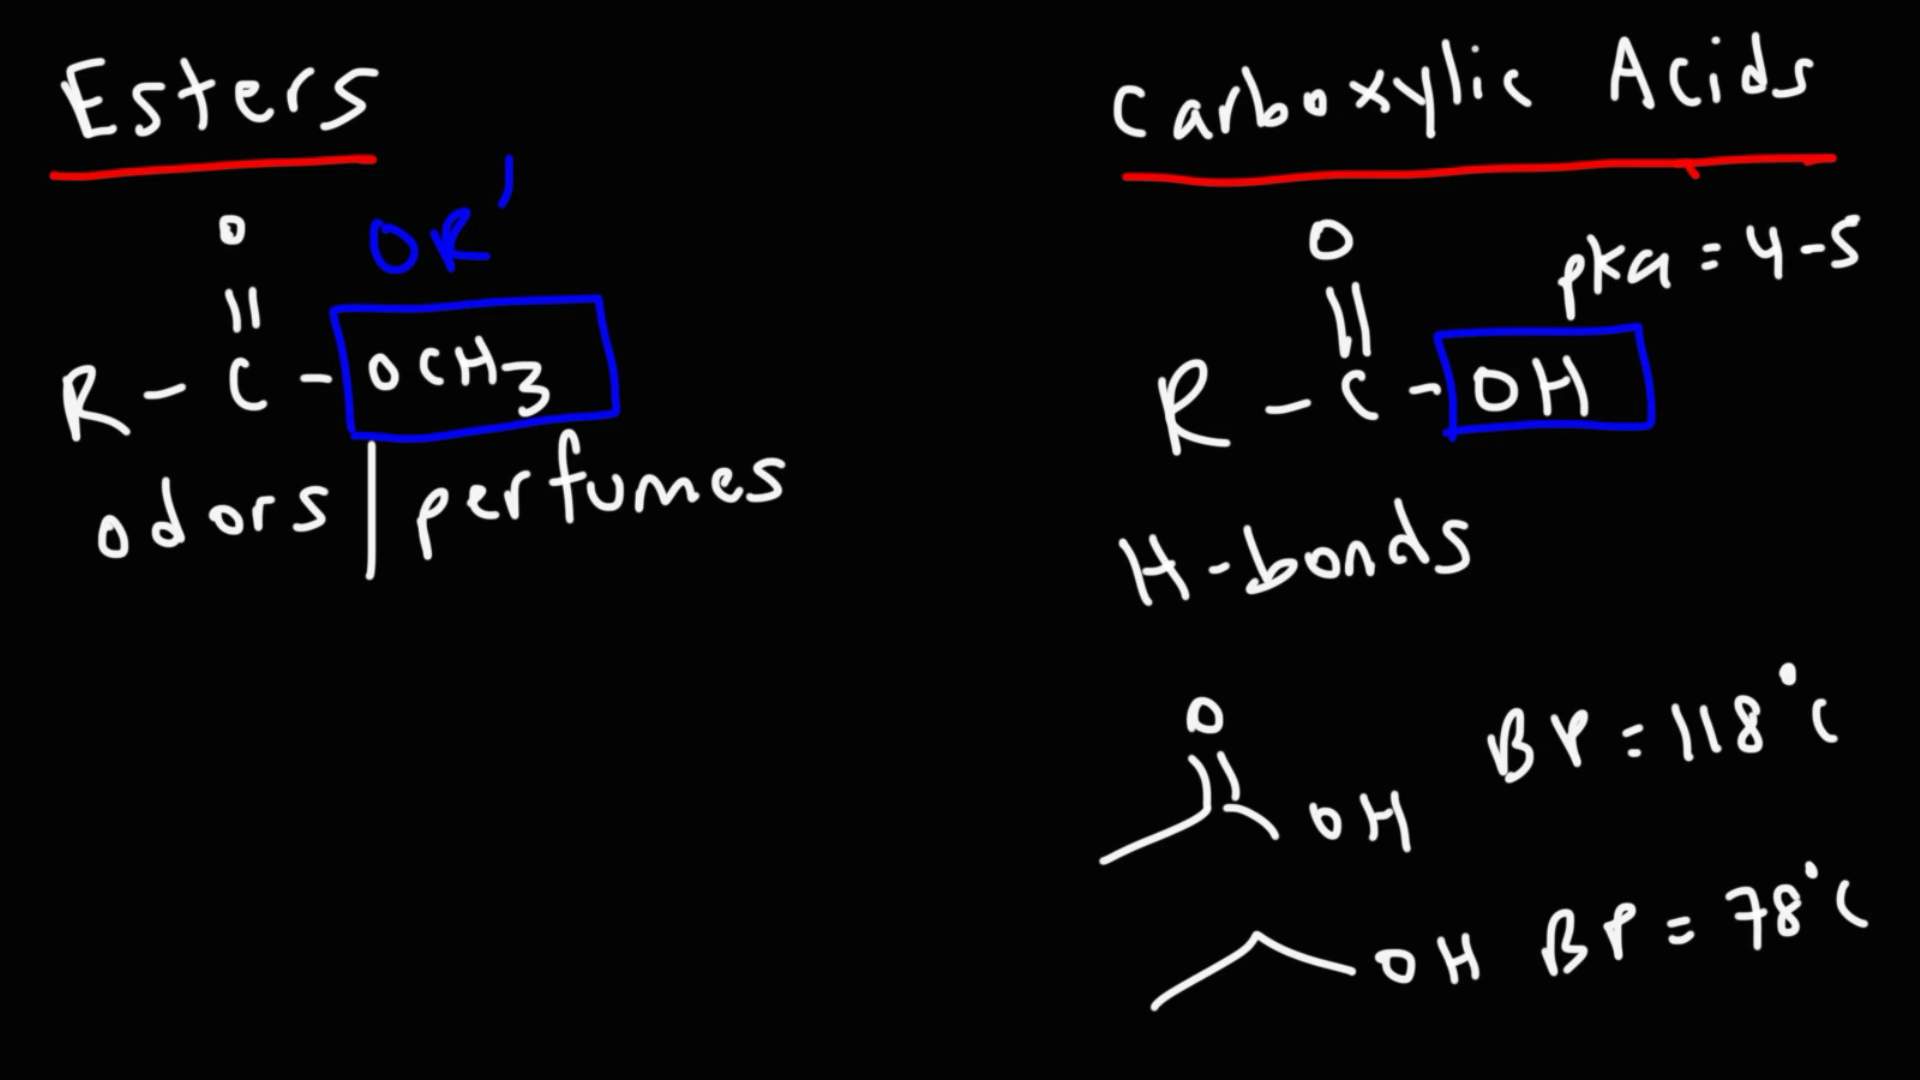 Esters
OR'
O
||
R - C - OCH3
odors | perfumes
Carboxylic Acids
O
pka = 4-5
||
R - C - OH
H-bonds
O
OH
BP = 118°C
OH BP = 78°C